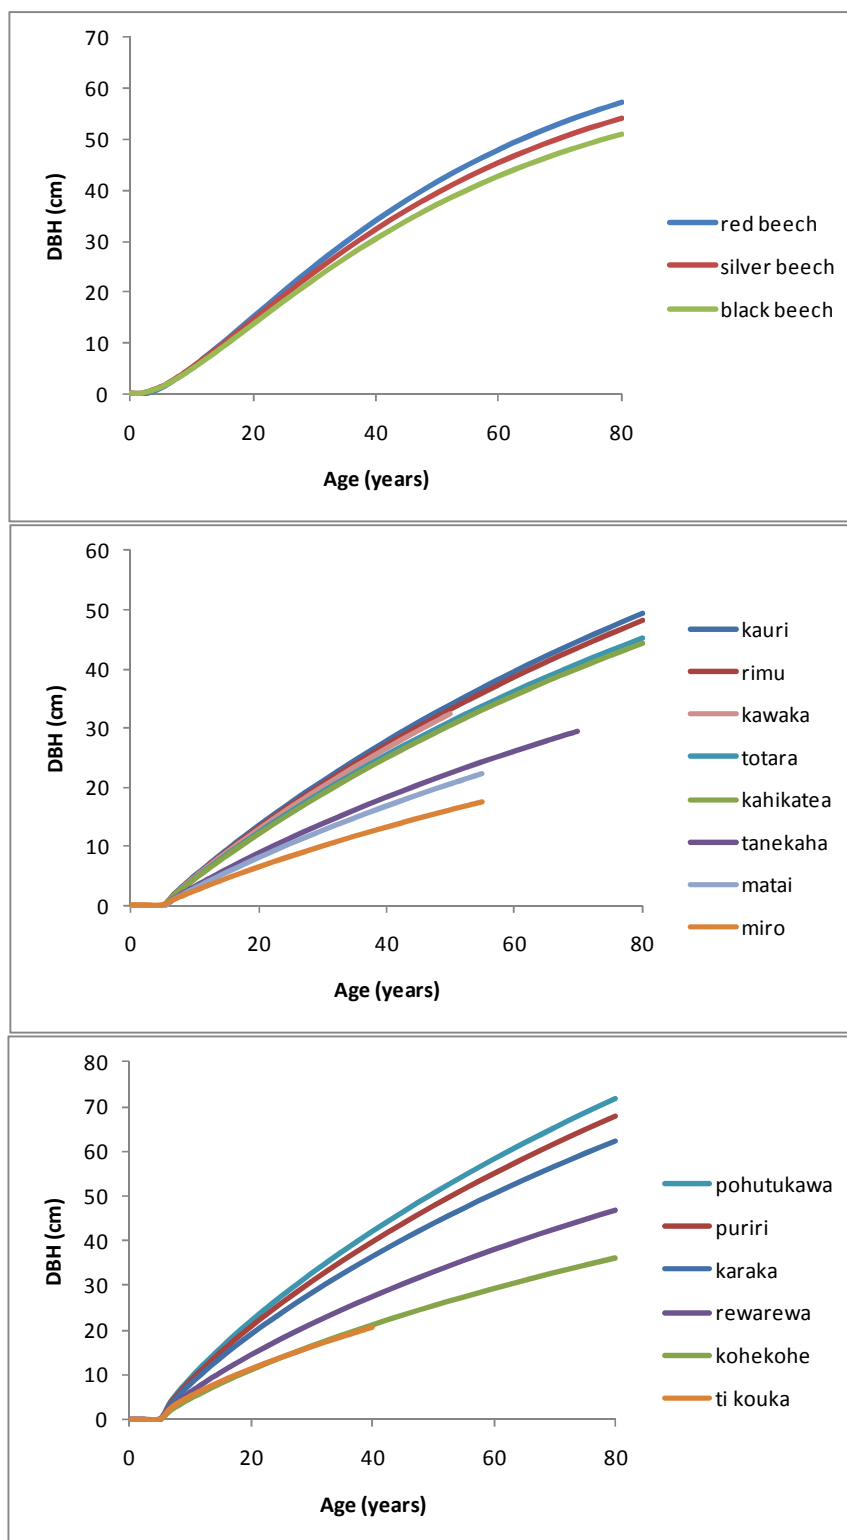 70
60
50
40
30
20
10
0
DBH (cm)
0 20 40 60 80
Age (years)
red beech
silver beech
black beech
60
50
40
30
20
10
0
DBH (cm)
0 20 40 60 80
Age (years)
kauri
rimu
kawaka
totara
kahikatea
tanekaha
matai
miro
80
70
60
50
40
30
20
10
0
DBH (cm)
0 20 40 60 80
Age (years)
pohutukawa
puriri
karaka
rewarewa
kohekohe
ti kouka